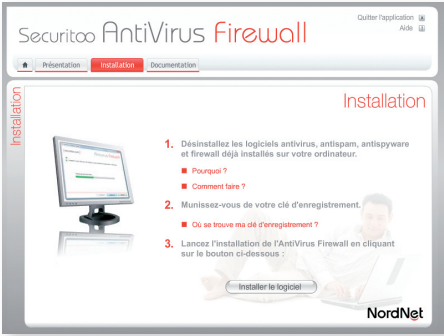 Quitter l'application
Aide
Securitoo AntiVirus Firewall
Présentation
Installation
Documentation
Installation
Installation
1. Désinstallez les logiciels antivirus, antispam, antispyware
et firewall déjà installés sur votre ordinateur.
Pourquoi ?
Comment faire ?
2. Munissez-vous de votre clé d'enregistrement.
Où se trouve ma clé d'enregistrement ?
3. Lancez l'installation de l'AntiVirus Firewall en cliquant
sur le bouton ci-dessous :
Installer le logiciel
NordNet